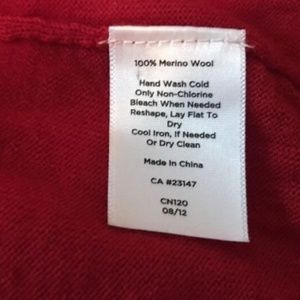 100% Merino Wool
Hand Wash Cold
Only Non-Chlorine
Bleach When Needed
Reshape, Lay Flat To
Dry
Cool Iron, If Needed
Or Dry Clean
Made In China
CA #23147
CN120
08/12